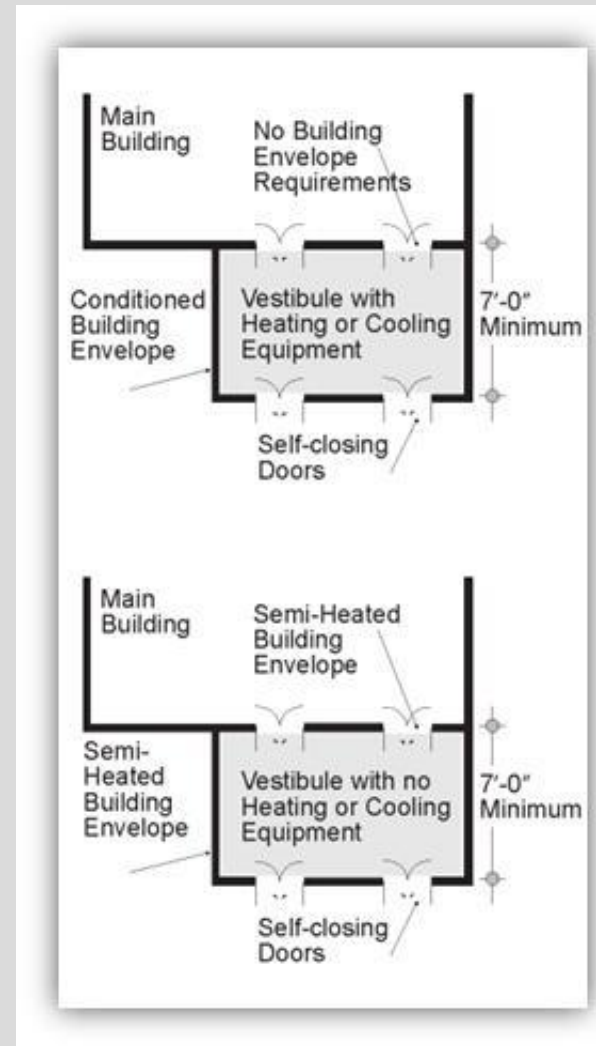 Main
Building
No Building
Envelope
Requirements
Conditioned
Building
Envelope
Vestibule with
Heating or Cooling
Equipment
7'-0"
Minimum
Self-closing
Doors
Main
Building
Semi-Heated
Building
Envelope
Semi-
Heated
Building
Envelope
Vestibule with no
Heating or Cooling
Equipment
7'-0"
Minimum
Self-closing
Doors